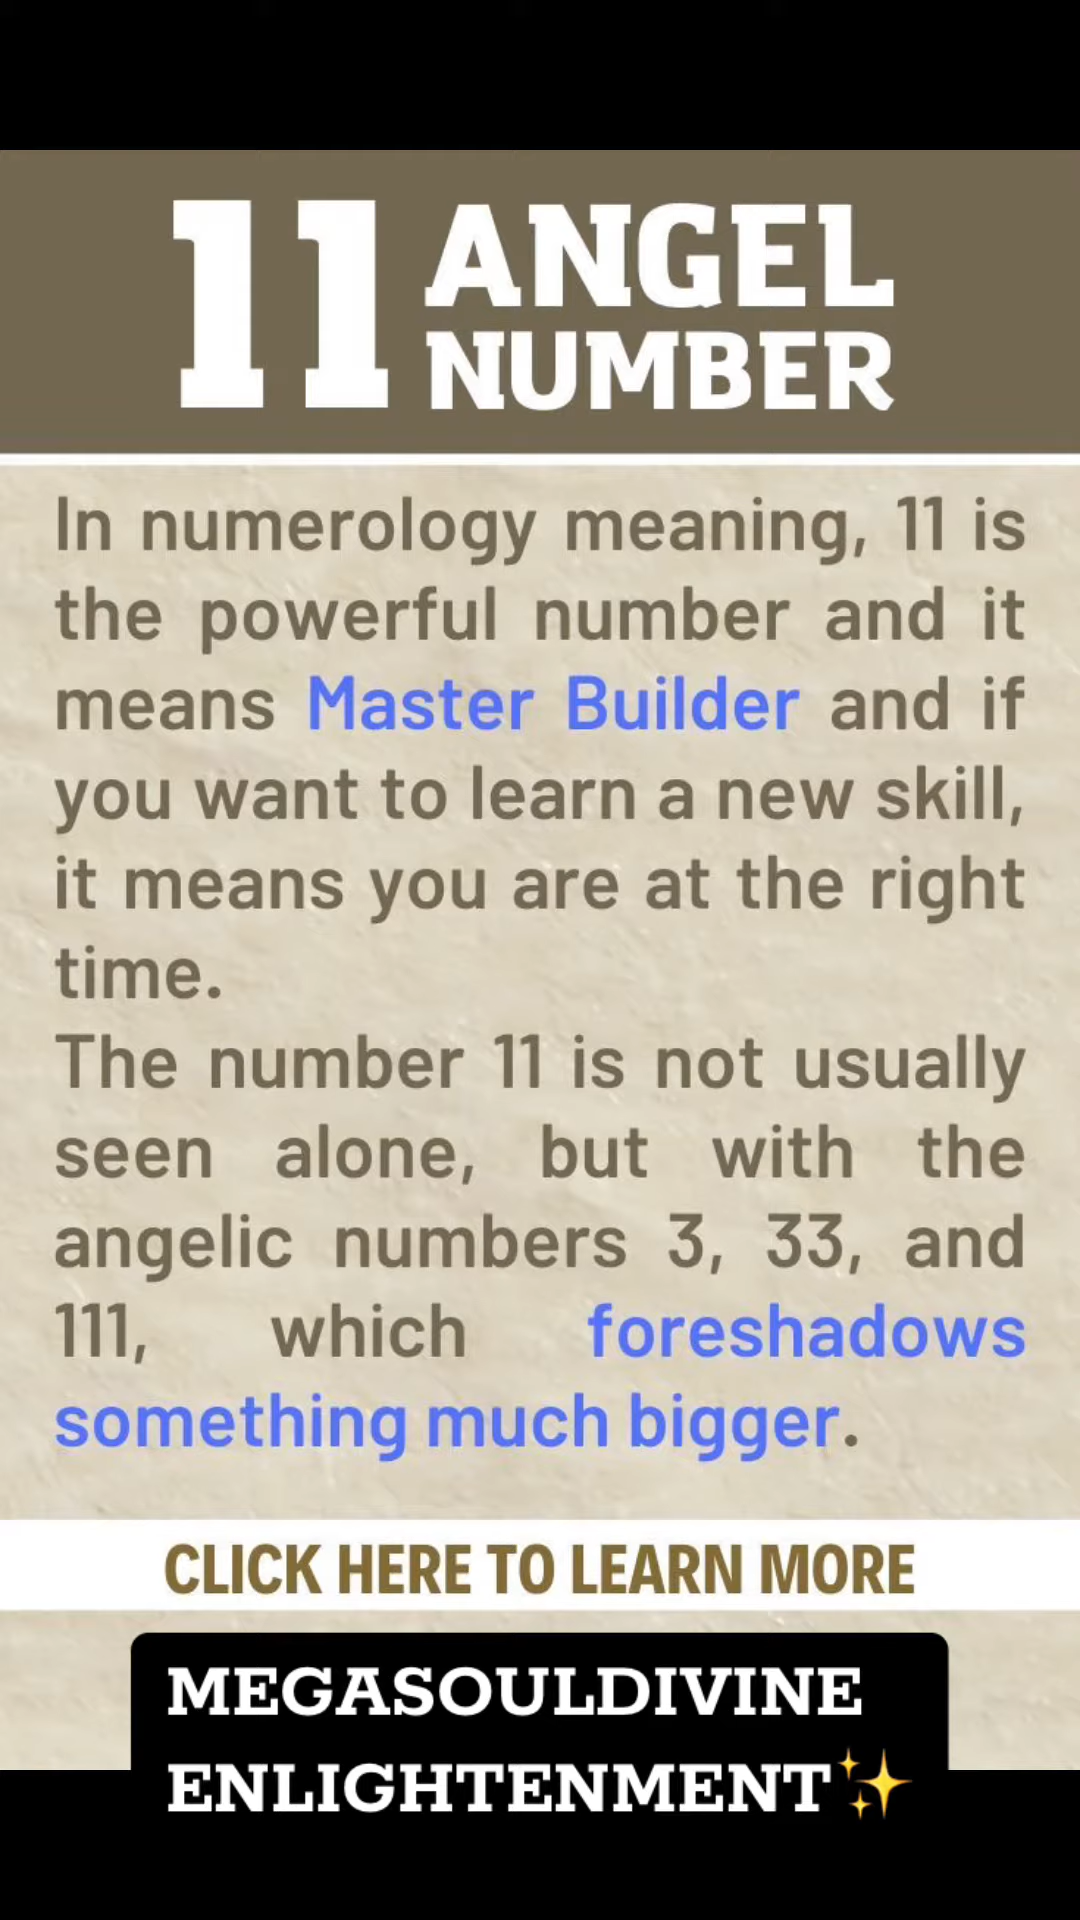 11 ANGEL
NUMBER
In numerology meaning, 11 is
the powerful number and it
means Master Builder and if
you want to learn a new skill,
it means you are at the right
time.
The number 11 is not usually
seen alone, but with the
angelic numbers 3, 33, and
111, which foreshadows
something much bigger.
CLICK HERE TO LEARN MORE
MEGASOULDIVINE
ENLIGHTENMENT✨